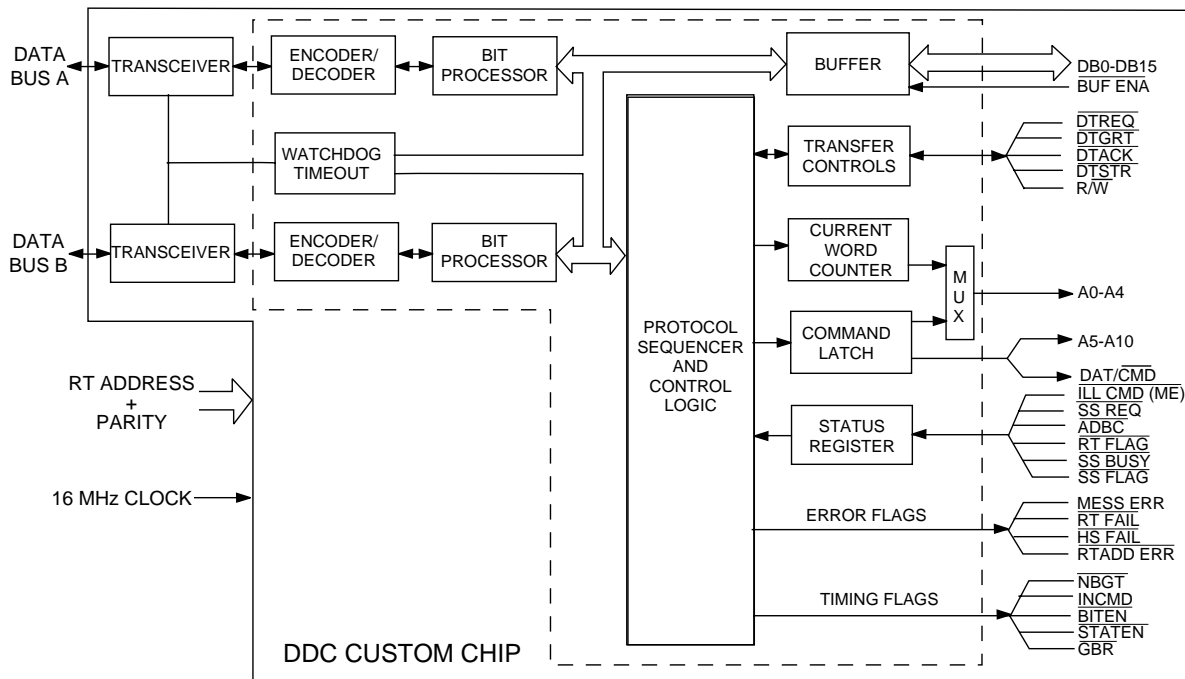 DATA
BUS A
TRANSCEIVER
ENCODER/
DECODER
BIT
PROCESSOR
BUFFER
DB0-DB15
BUF ENA
WATCHDOG
TIMEOUT
TRANSFER
CONTROLS
DTREQ
DTGRT
DTACK
DTSTR
R/W
DATA
BUS B
TRANSCEIVER
ENCODER/
DECODER
BIT
PROCESSOR
CURRENT
WORD
COUNTER
MUX
A0-A4
PROTOCOL
SEQUENCER
AND
CONTROL
LOGIC
COMMAND
LATCH
A5-A10
DAT/CMD
RT ADDRESS
+
PARITY
STATUS
REGISTER
ILL CMD (ME)
SS REQ
ADBC
RT FLAG
SS BUSY
SS FLAG
16 MHz CLOCK
ERROR FLAGS
MESS ERR
RT FAIL
HS FAIL
RTADD ERR
TIMING FLAGS
NBGT
INCMD
BITEN
STATEN
GBR
DDC CUSTOM CHIP